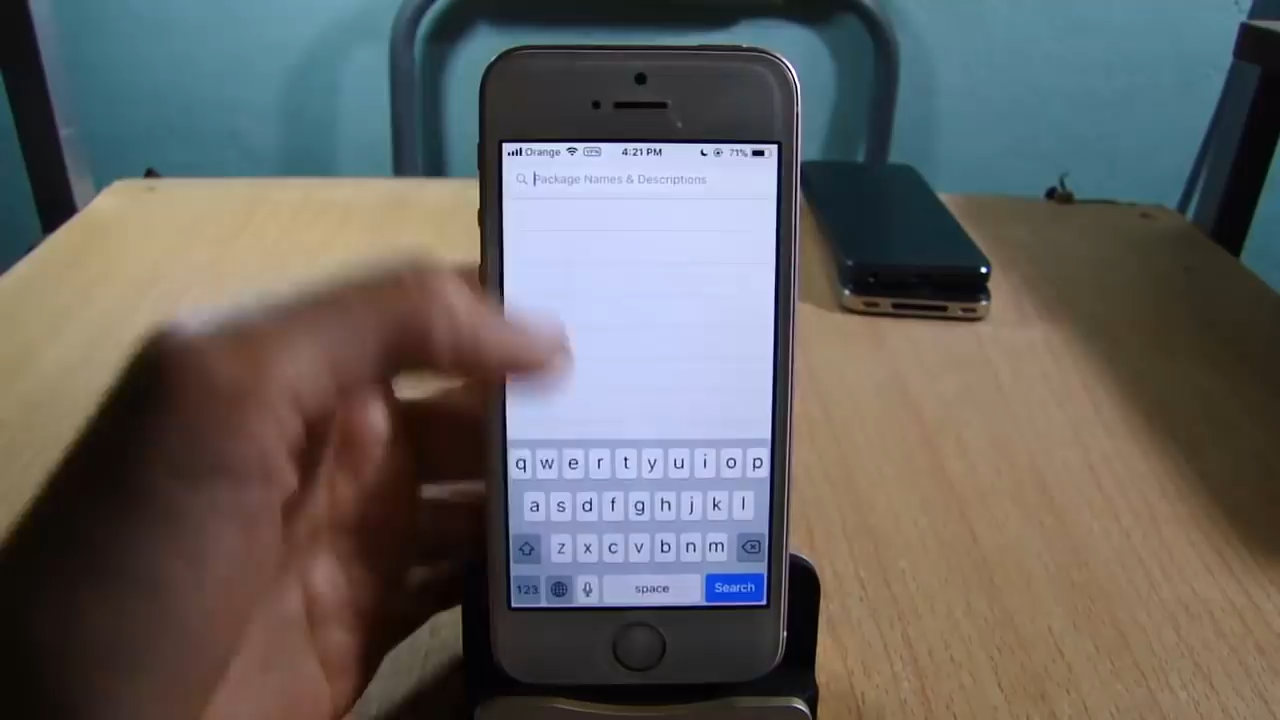 Orange VPN 4:21 PM 71%
Package Names & Descriptions
q w e r t y u i o p
a s d f g h j k l
z x c v b n m
123 space Search